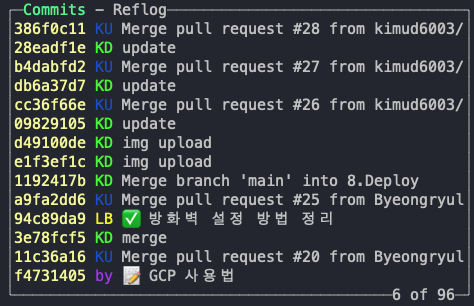 Commits - Reflog
386f0c11 KU Merge pull request #28 from kimud6003/
28eadf1e KD update
b4dabfd2 KU Merge pull request #27 from kimud6003/
db6a37d7 KD update
cc36f66e KU Merge pull request #26 from kimud6003/
09829105 KD update
d49100de KD img upload
e1f3ef1c KD img upload
1192417b KD Merge branch 'main' into 8.Deploy
a9fa2dd6 KU Merge pull request #25 from Byeongryul
94c89da9 LB ✅ 방화벽 설정 방법 정리
3e78fcf5 KD merge
11c36a16 KU Merge pull request #20 from Byeongryul
f4731405 by 📝 GCP 사용법
6 of 96